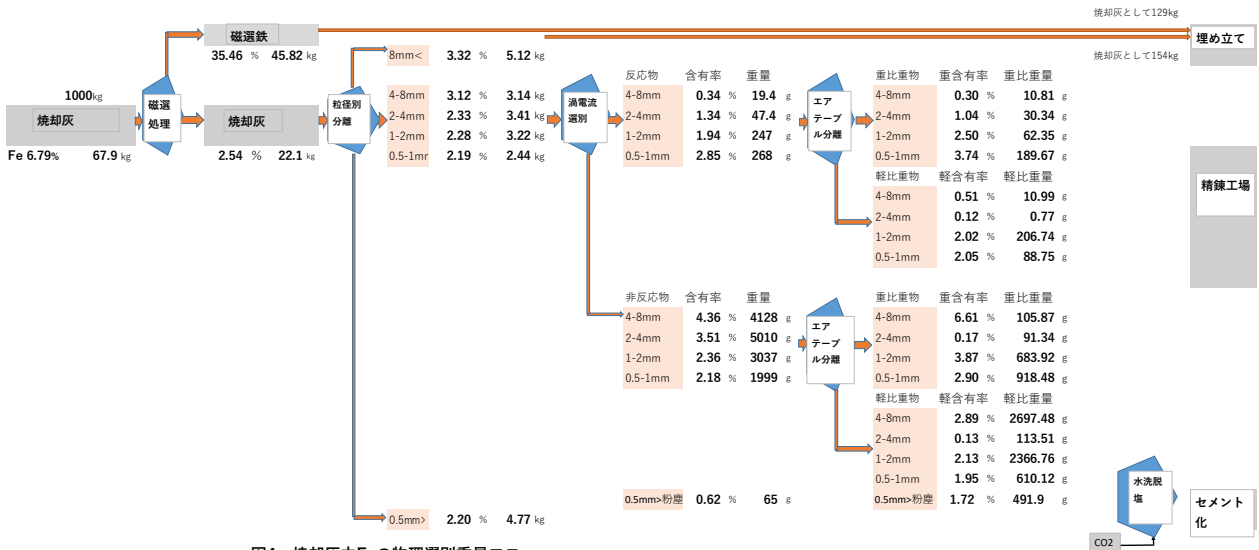 焼却灰として129kg
磁選鉄
埋め立て
35.46 % 45.82 kg
8mm< 3.32 % 5.12 kg
焼却灰として154kg
1000kg
磁選処理
粒径別分離
渦電流選別
エアテーブル分離
焼却灰
焼却灰
Fe 6.79% 67.9 kg
2.54 % 22.1 kg
4-8mm 3.12 % 3.14 kg
2-4mm 2.33 % 3.41 kg
1-2mm 2.28 % 3.22 kg
0.5-1mr 2.19 % 2.44 kg
反応物 含有率 重量
4-8mm 0.34 % 19.4 g
2-4mm 1.34 % 47.4 g
1-2mm 1.94 % 247 g
0.5-1mm 2.85 % 268 g
重比重物 重含有率 重比重量
4-8mm 0.30 % 10.81 g
2-4mm 1.04 % 30.34 g
1-2mm 2.50 % 62.35 g
0.5-1mm 3.74 % 189.67 g
軽比重物 軽含有率 軽比重量
4-8mm 0.51 % 10.99 g
2-4mm 0.12 % 0.77 g
1-2mm 2.02 % 206.74 g
0.5-1mm 2.05 % 88.75 g
精錬工場
非反応物 含有率 重量
4-8mm 4.36 % 4128 g
2-4mm 3.51 % 5010 g
1-2mm 2.36 % 3037 g
0.5-1mm 2.18 % 1999 g
エア
テーブ
ル分離
重比重物 重含有率 重比重量
4-8mm 6.61 % 105.87 g
2-4mm 0.17 % 91.34 g
1-2mm 3.87 % 683.92 g
0.5-1mm 2.90 % 918.48 g
軽比重物 軽含有率 軽比重量
4-8mm 2.89 % 2697.48 g
2-4mm 0.13 % 113.51 g
1-2mm 2.13 % 2366.76 g
0.5-1mm 1.95 % 610.12 g
0.5mm>粉塵 0.62 % 65 g
0.5mm>粉塵 1.72 % 491.9 g
0.5mm> 2.20 % 4.77 kg
水洗脱
塩
セメント
化
CO2